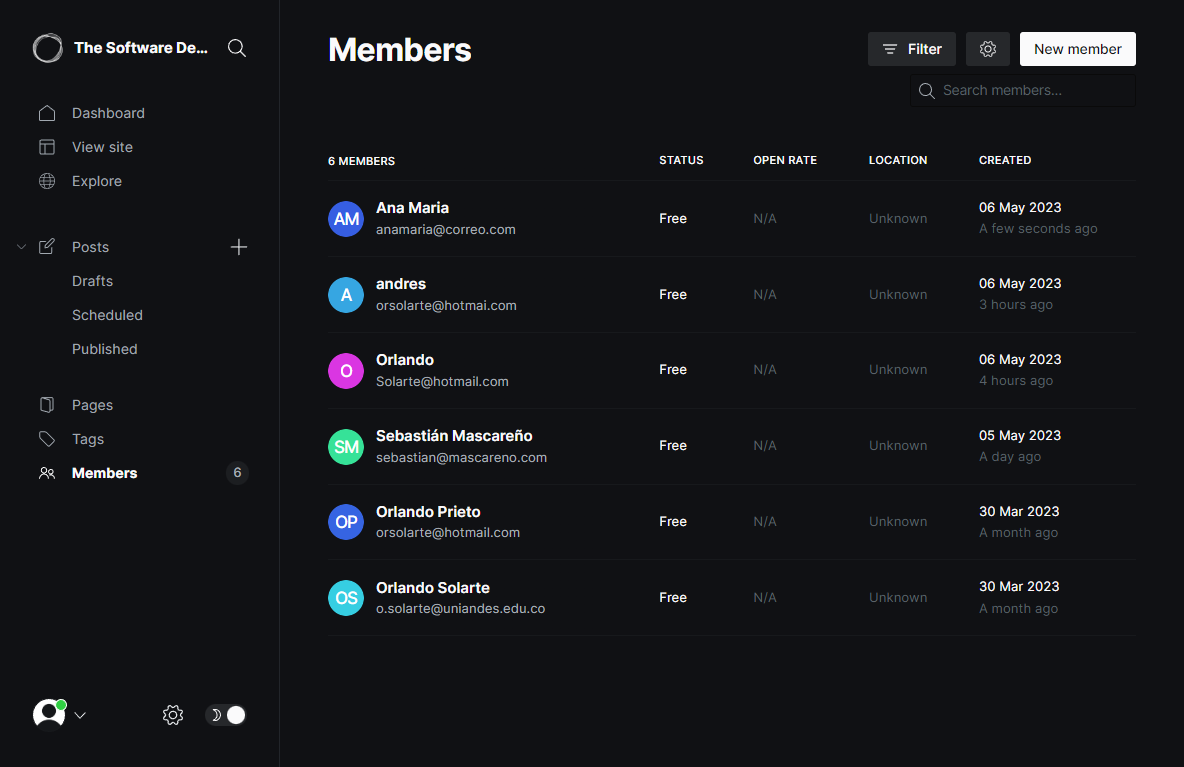 The Software De...
Dashboard
View site
Explore
Posts
Drafts
Scheduled
Published
Pages
Tags
Members 6
Members
Filter
New member
Search members...
6 MEMBERS STATUS OPEN RATE LOCATION CREATED
AM Ana Maria Free N/A Unknown 06 May 2023
anamaria@correo.com A few seconds ago
A andres Free N/A Unknown 06 May 2023
orsolarte@hotmai.com 3 hours ago
O Orlando Free N/A Unknown 06 May 2023
Solarte@hotmail.com 4 hours ago
SM Sebastián Mascareño Free N/A Unknown 05 May 2023
sebastian@mascareno.com A day ago
OP Orlando Prieto Free N/A Unknown 30 Mar 2023
orsolarte@hotmail.com A month ago
OS Orlando Solarte Free N/A Unknown 30 Mar 2023
o.solarte@uniandes.edu.co A month ago